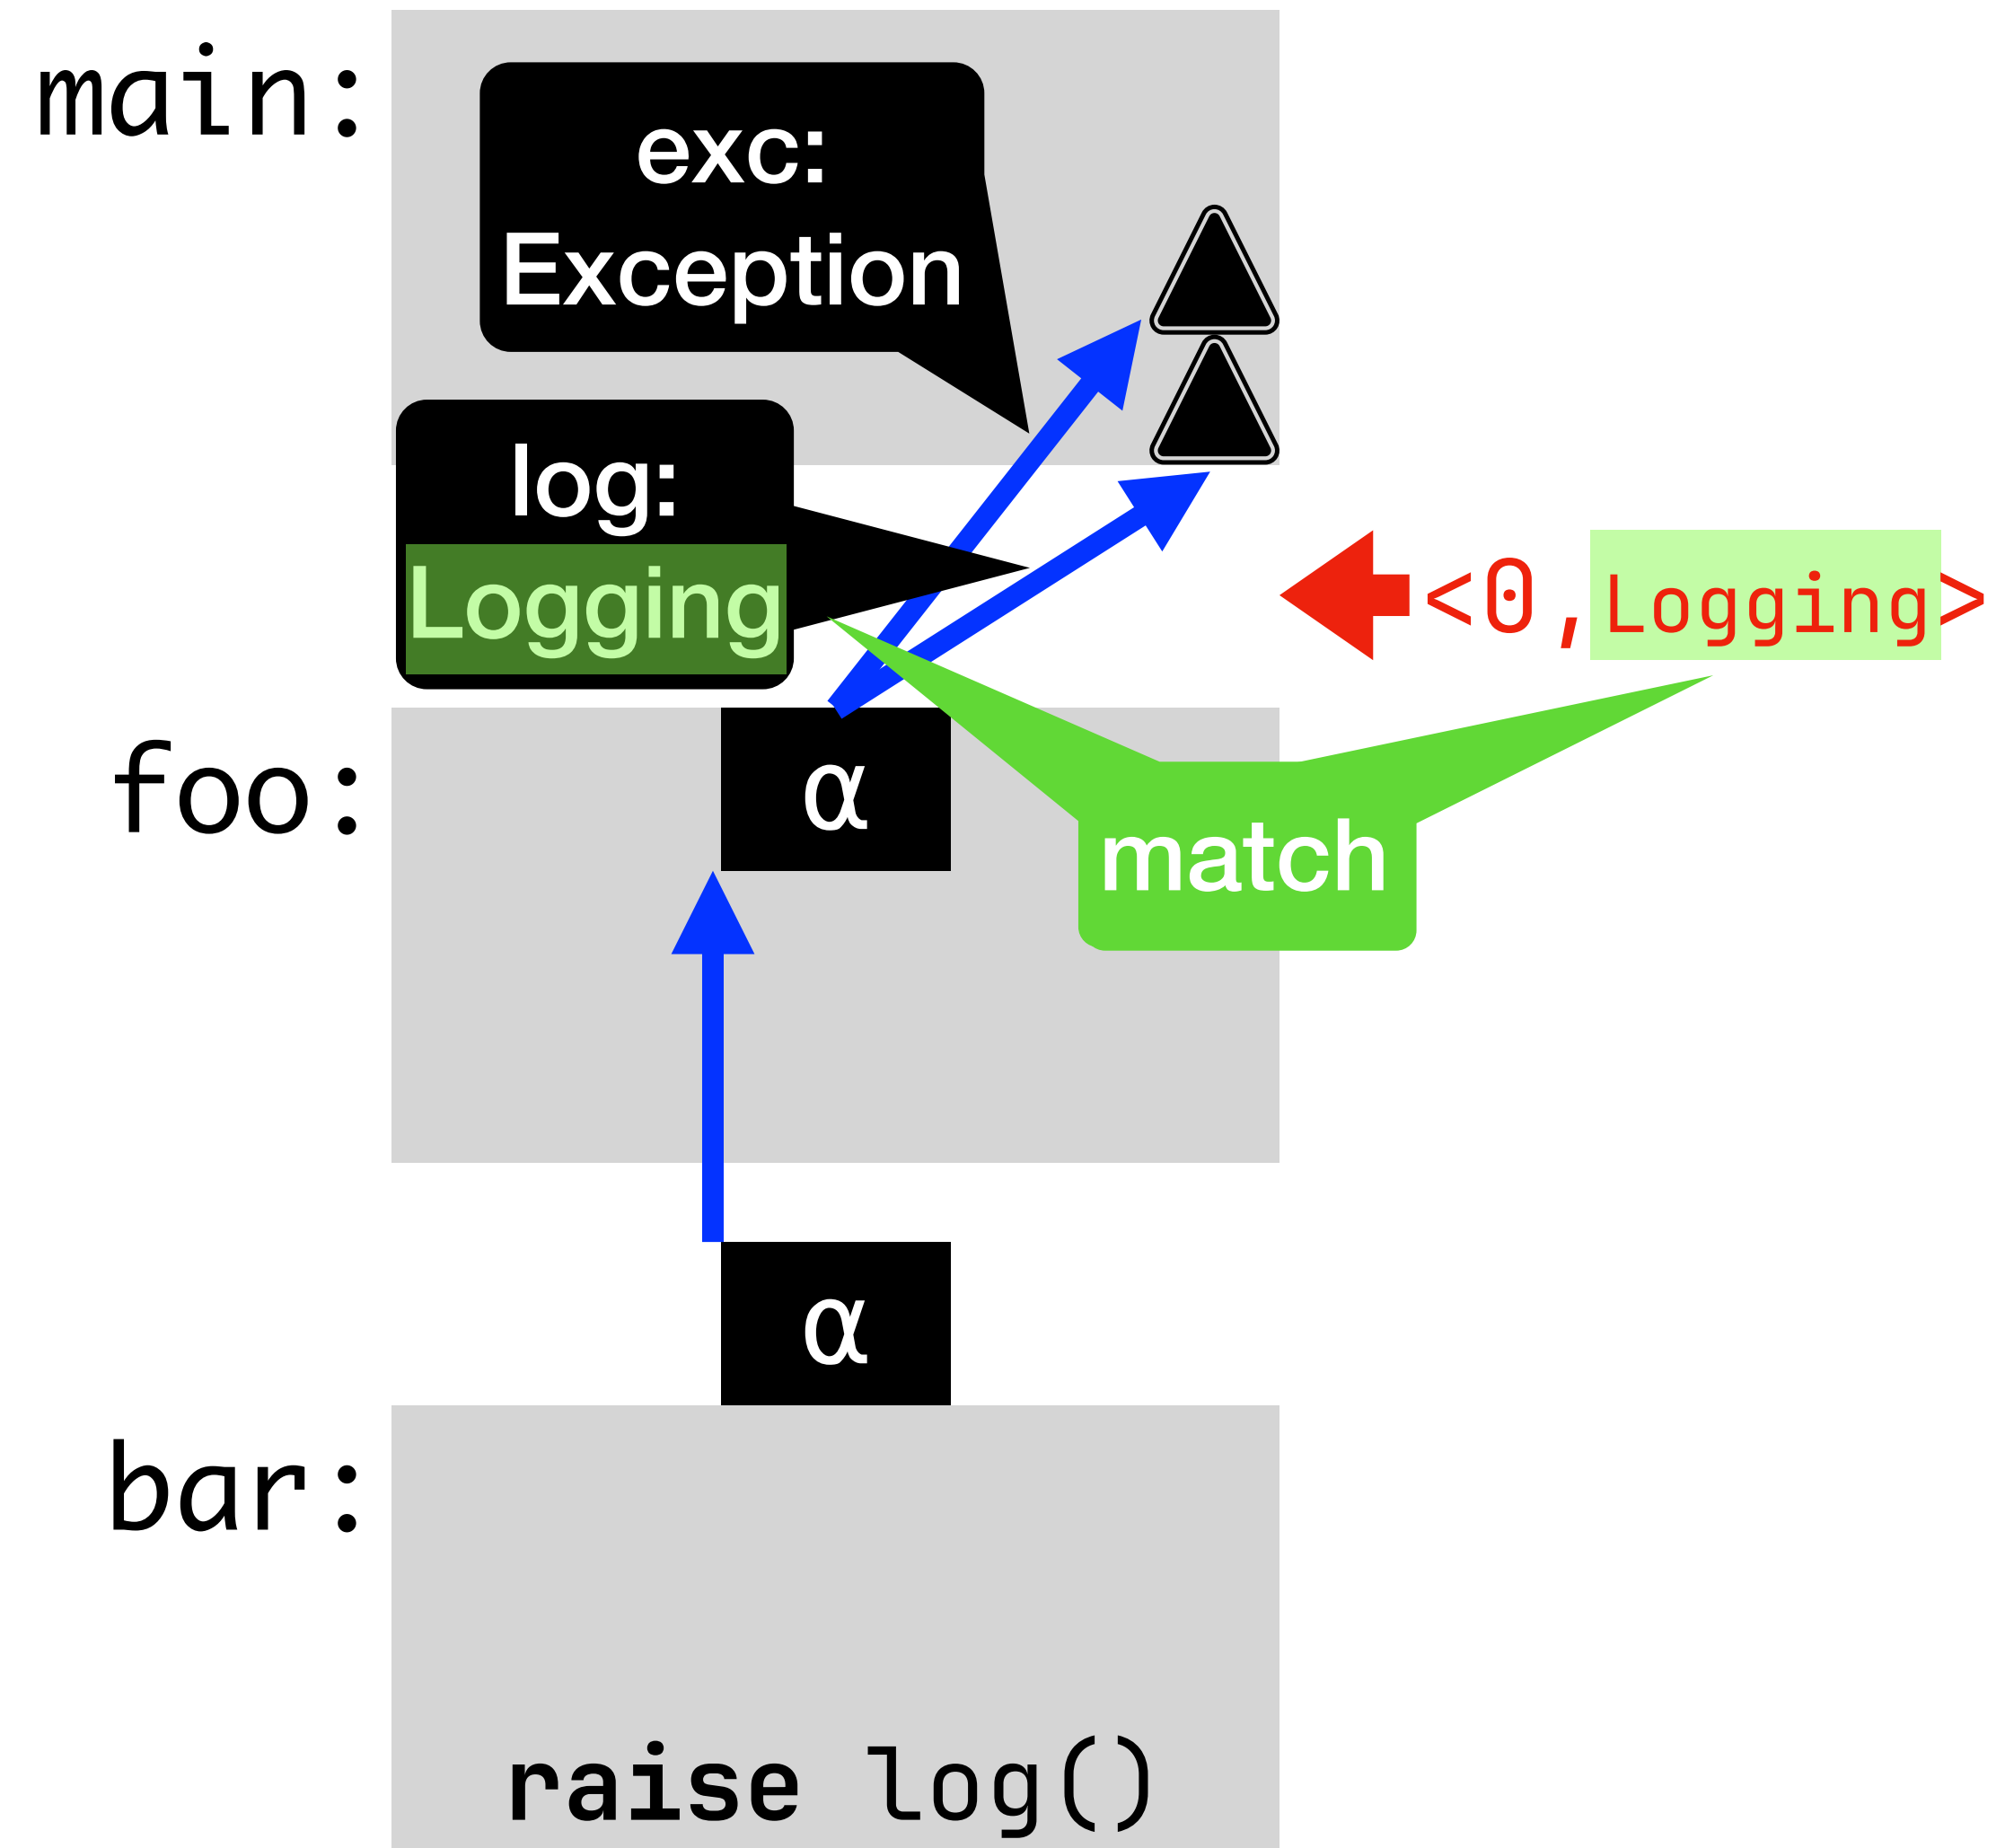 main:
exc:
Exception
log:
Logging
<0,Logging>
foo:
α
match
α
bar:
raise log()